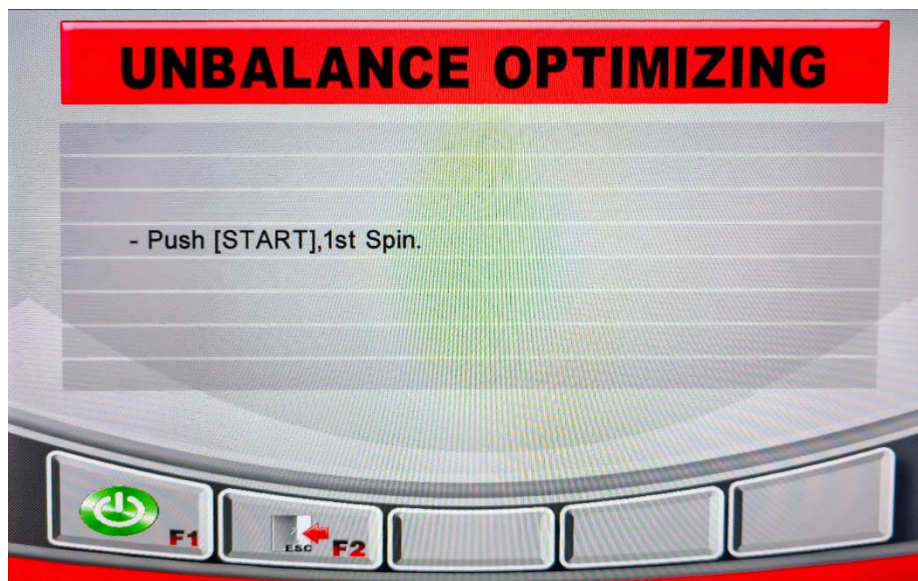 UNBALANCE OPTIMIZING
- Push [START],1st Spin.
F1
ESC F2